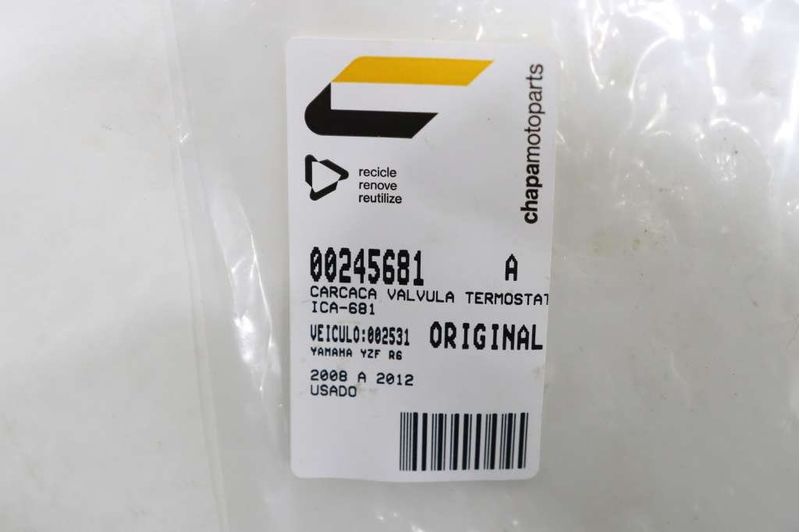 chapamotoparts
recicle
renove
reutilize
00245681 A
CARCACA VALVULA TERMOSTAT
ICA-681
VEICULO:002531 ORIGINAL
YAMAHA YZF R6
2008 A 2012
USADO